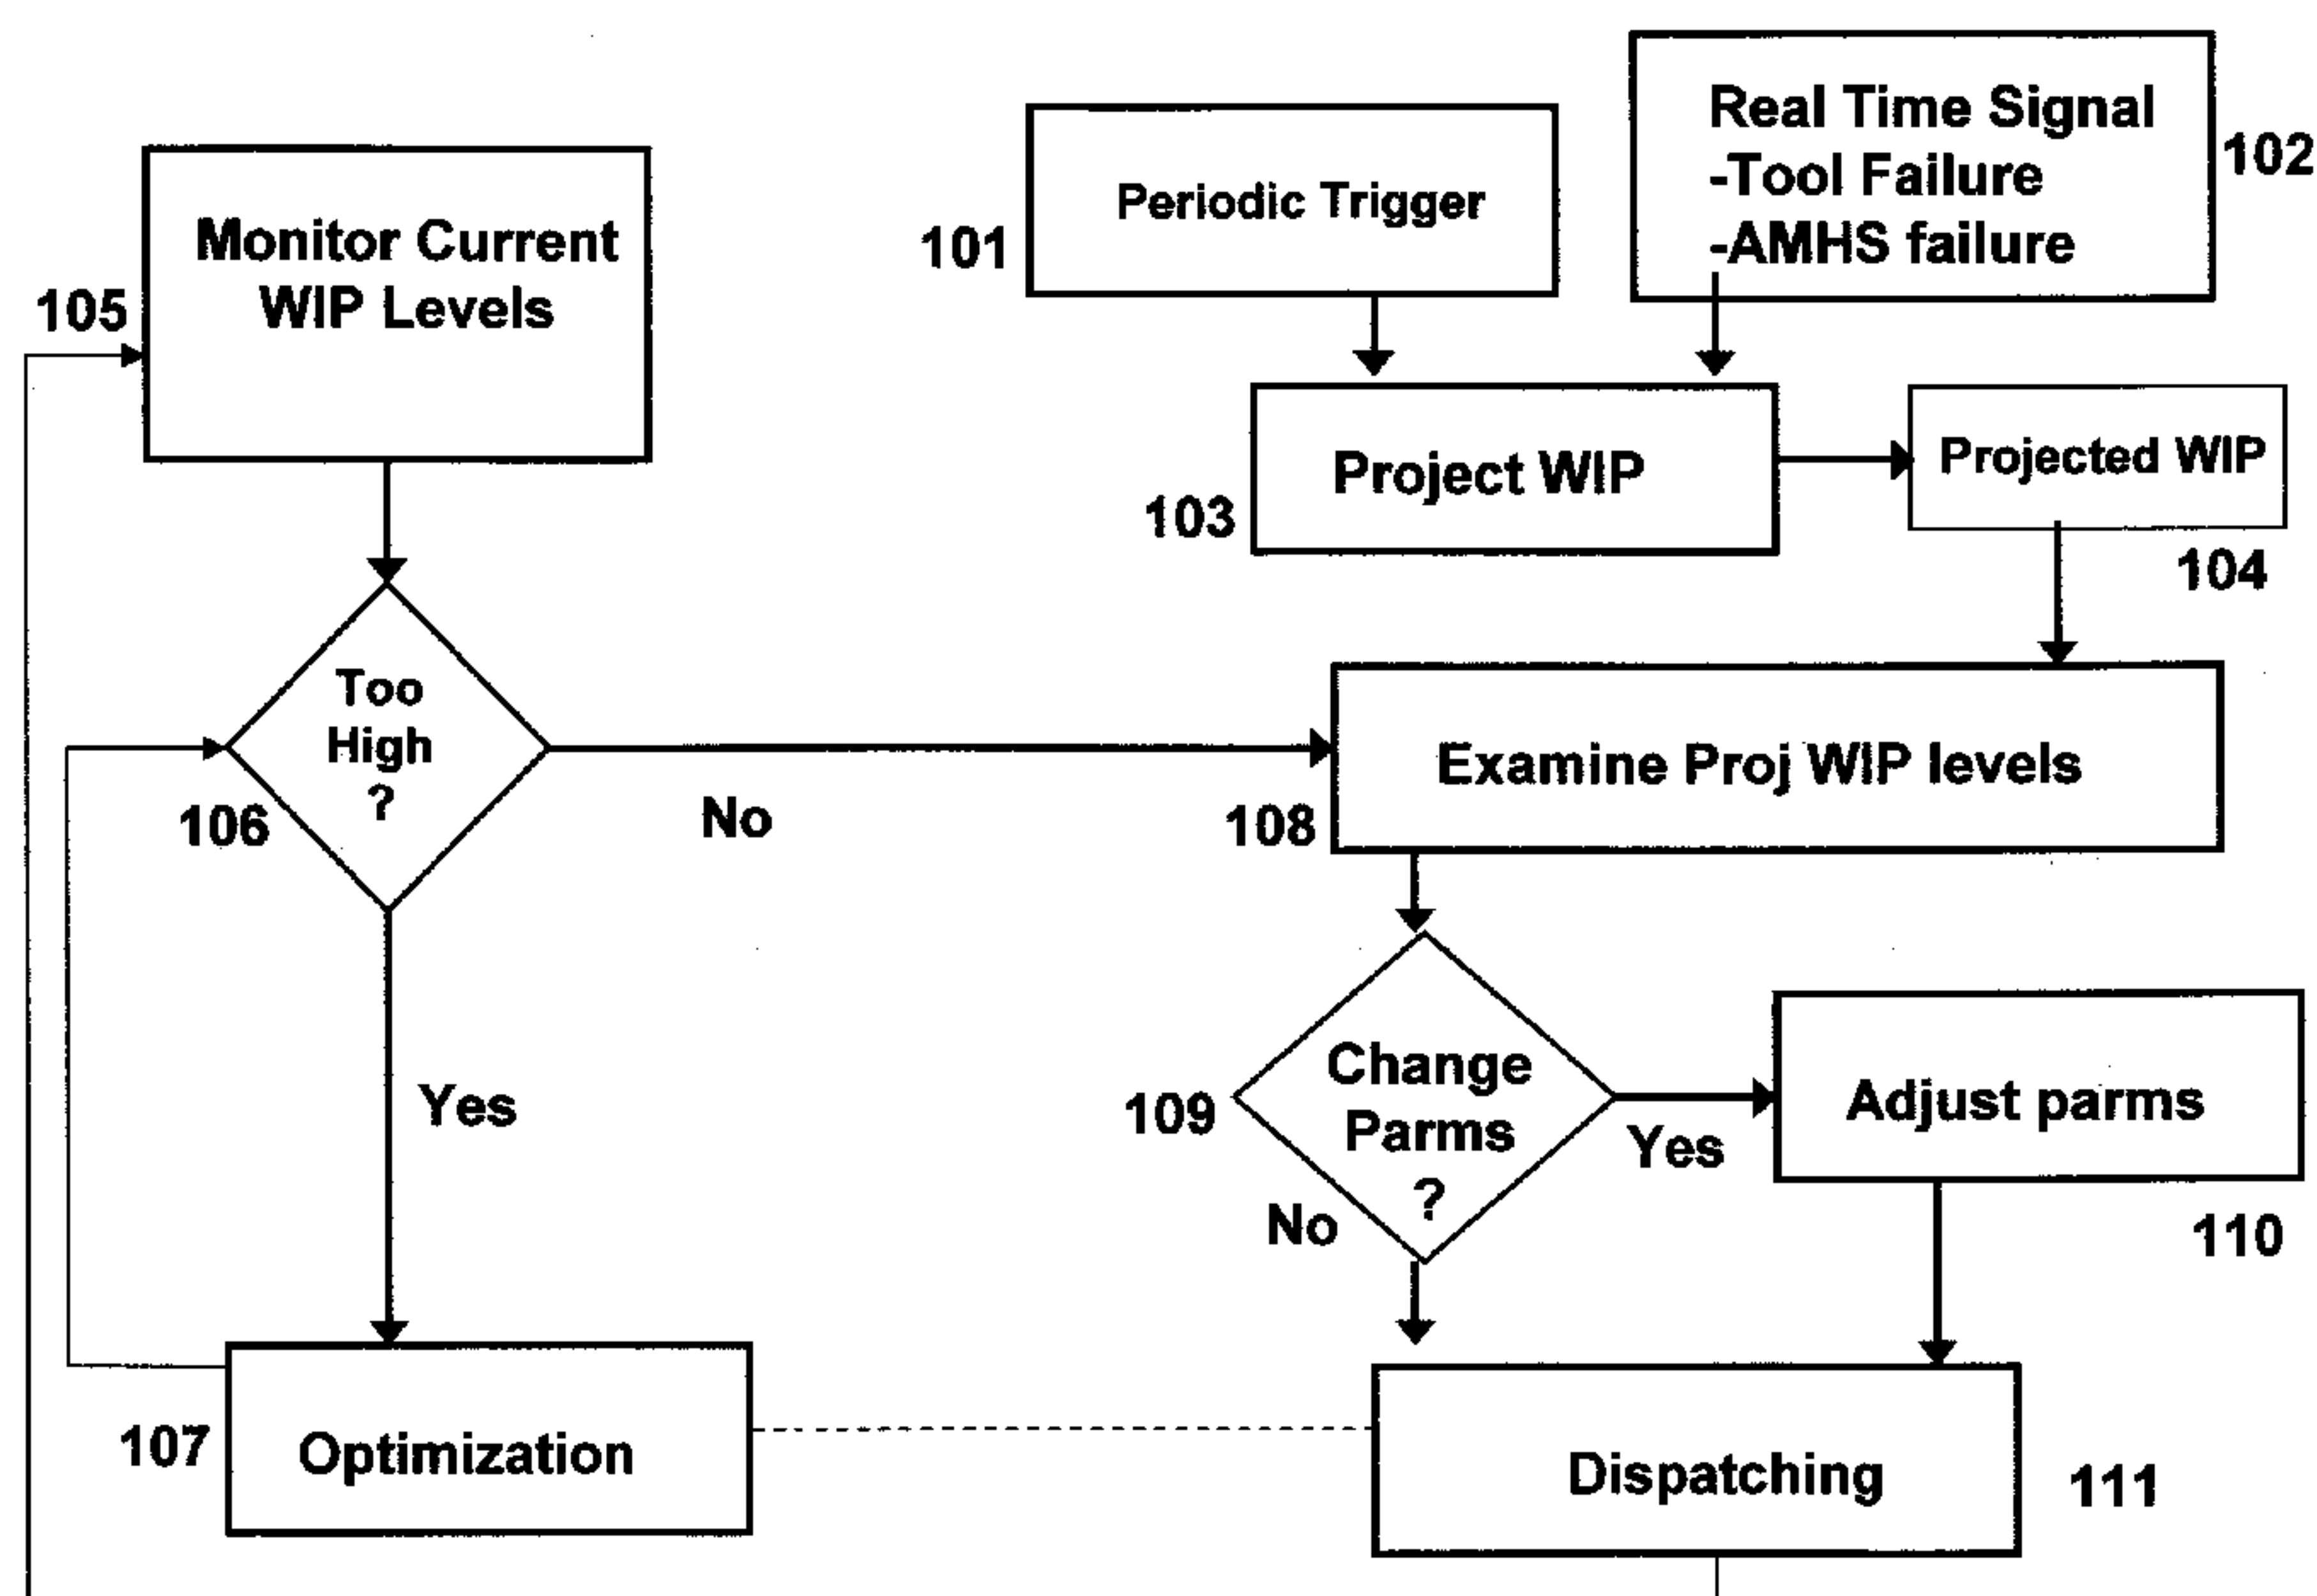 Real Time Signal
-Tool Failure
-AMHS failure
102
Periodic Trigger
101
Monitor Current
WIP Levels
105
Project WIP
103
Projected WIP
104
Too
High
?
106
No
Examine Proj WIP levels
108
Yes
Change
Parms
?
109
Yes
No
Adjust parms
110
Optimization
107
Dispatching
111